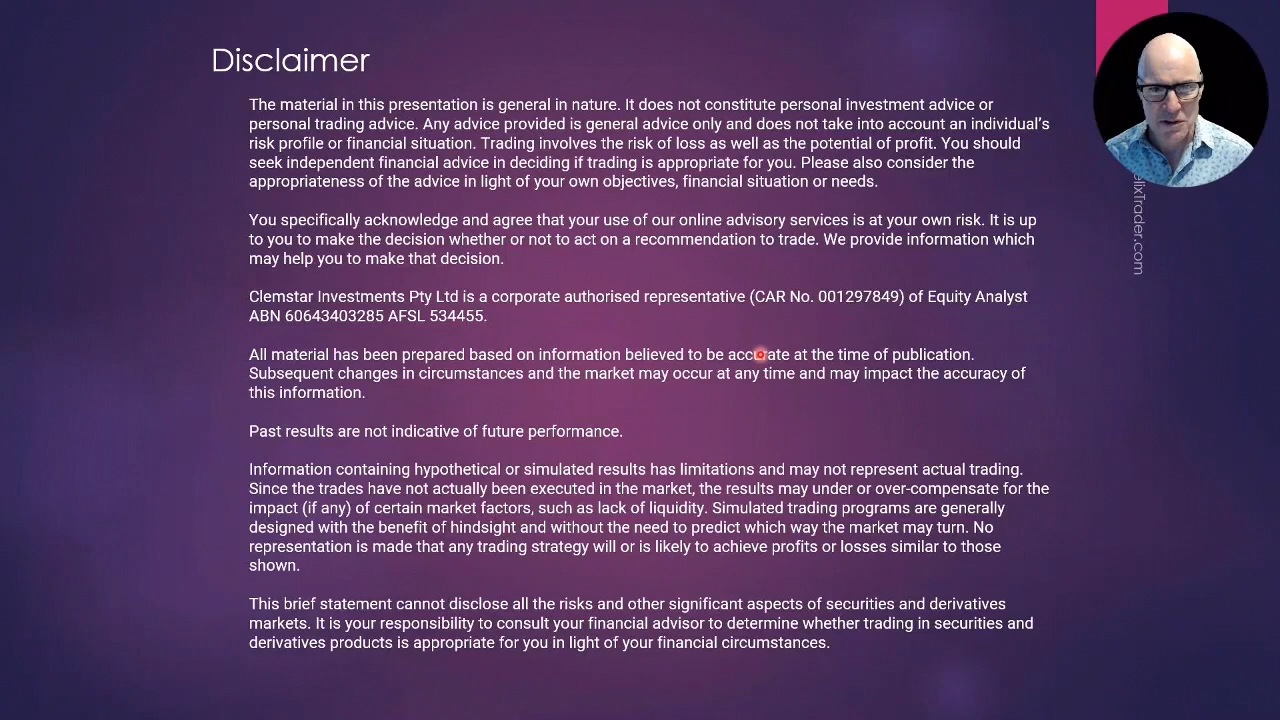 Disclaimer
The material in this presentation is general in nature. It does not constitute personal investment advice or
personal trading advice. Any advice provided is general advice only and does not take into account an individual's
risk profile or financial situation. Trading involves the risk of loss as well as the potential of profit. You should
seek independent financial advice in deciding if trading is appropriate for you. Please also consider the
appropriateness of the advice in light of your own objectives, financial situation or needs.
You specifically acknowledge and agree that your use of our online advisory services is at your own risk. It is up
to you to make the decision whether or not to act on a recommendation to trade. We provide information which
may help you to make that decision.
Clemstar Investments Pty Ltd is a corporate authorised representative (CAR No. 001297849) of Equity Analyst
ABN 60643403285 AFSL 534455.
All material has been prepared based on information believed to be accurate at the time of publication.
Subsequent changes in circumstances and the market may occur at any time and may impact the accuracy of
this information.
Past results are not indicative of future performance.
Information containing hypothetical or simulated results has limitations and may not represent actual trading.
Since the trades have not actually been executed in the market, the results may under or over-compensate for the
impact (if any) of certain market factors, such as lack of liquidity. Simulated trading programs are generally
designed with the benefit of hindsight and without the need to predict which way the market may turn. No
representation is made that any trading strategy will or is likely to achieve profits or losses similar to those
shown.
This brief statement cannot disclose all the risks and other significant aspects of securities and derivatives
markets. It is your responsibility to consult your financial advisor to determine whether trading in securities and
derivatives products is appropriate for you in light of your financial circumstances.